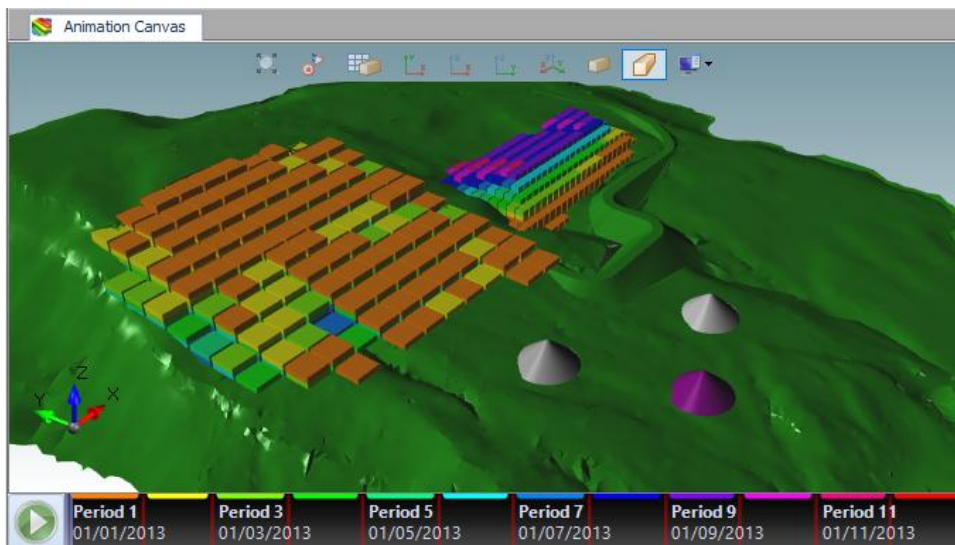 Animation Canvas
Z
Y
X
Period 1
01/01/2013
Period 3
01/03/2013
Period 5
01/05/2013
Period 7
01/07/2013
Period 9
01/09/2013
Period 11
01/11/2013